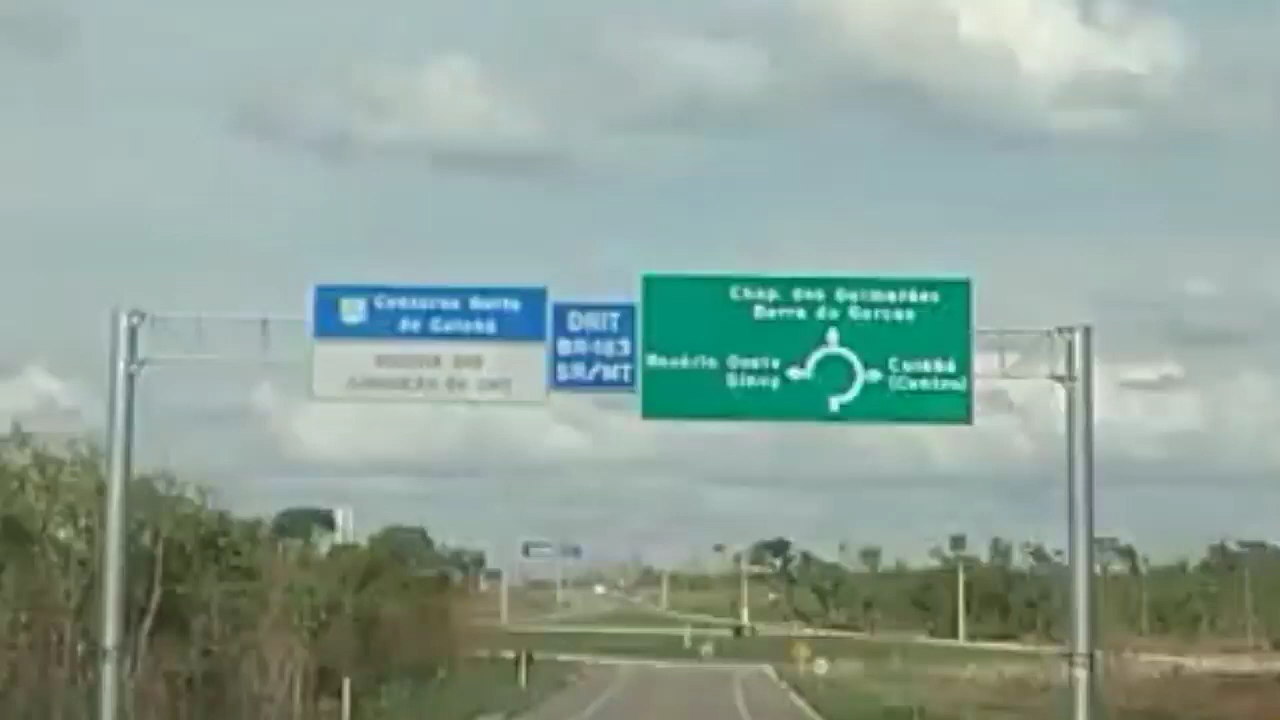 Contorno Norte
de Cuiabá
DNIT
BR-163
SR/MT
Chap. dos Guimarães
Barra do Garças
Rosário Oeste
Sinop
Cuiabá
(Centro)